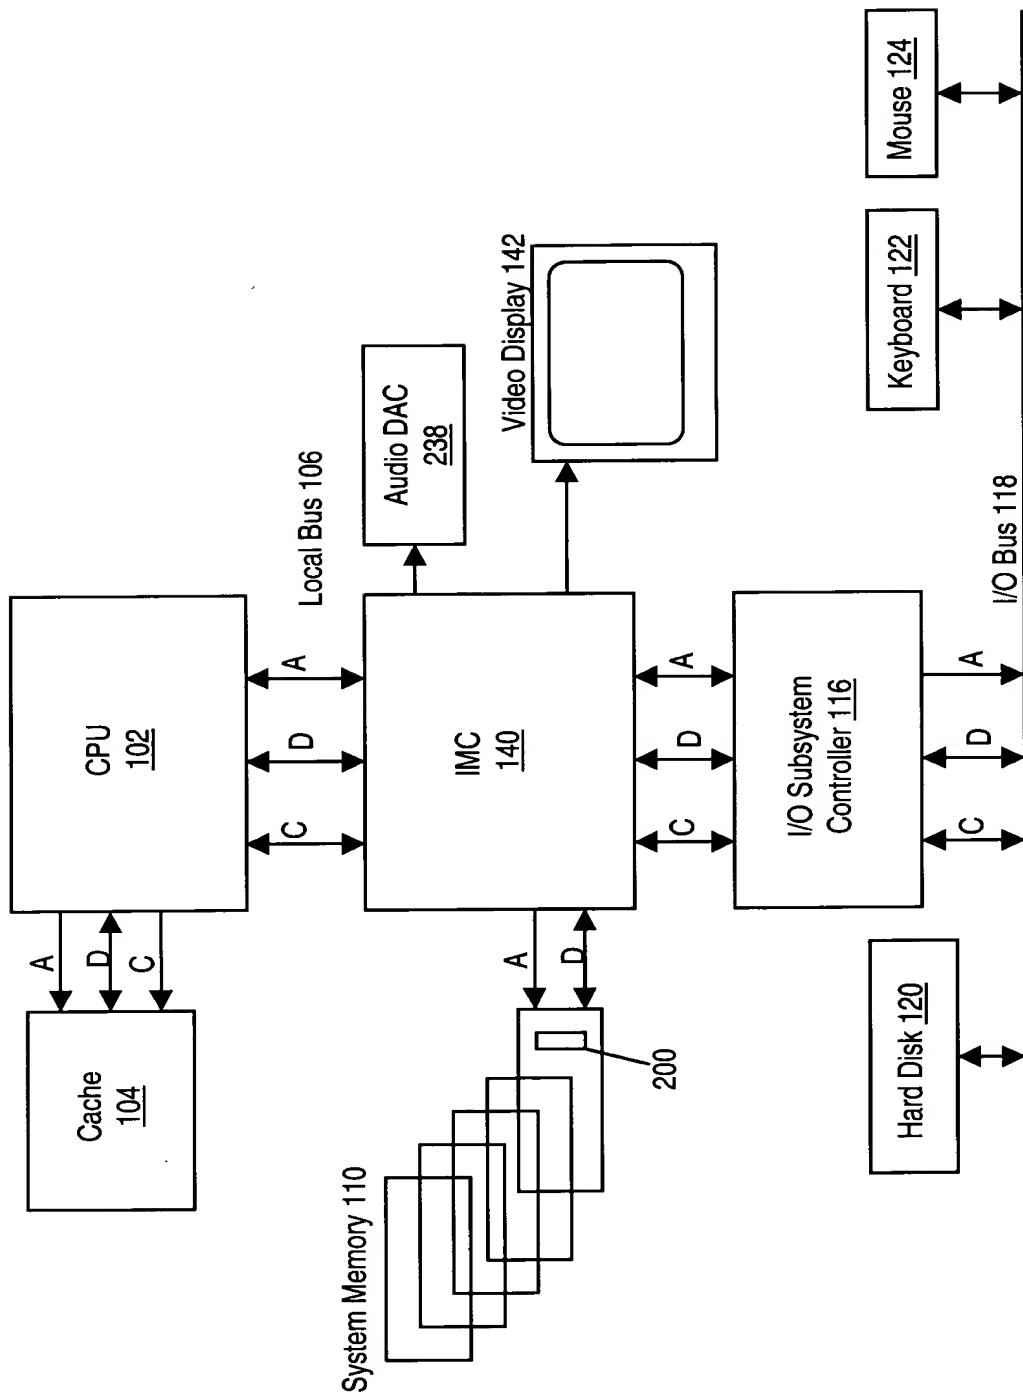 Cache
104
A
D
C
CPU
102
C
D
A
Local Bus 106
System Memory 110
200
A
D
IMC
140
Audio DAC
238
Video Display 142
C
D
A
I/O Subsystem
Controller 116
Hard Disk 120
C
D
A
I/O Bus 118
Keyboard 122
Mouse 124